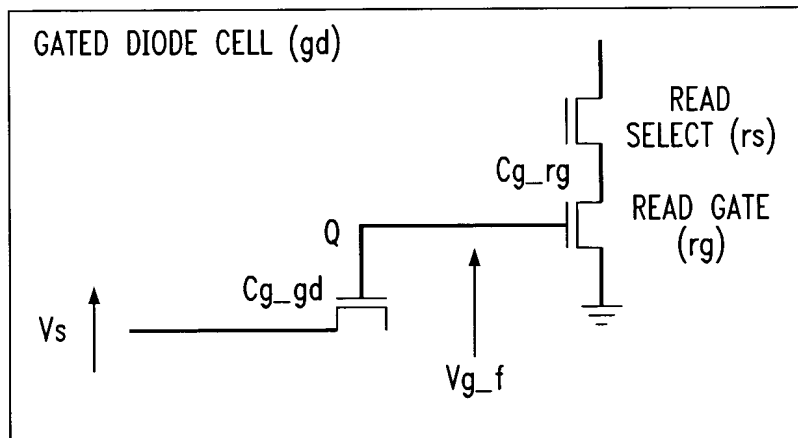 GATED DIODE CELL (gd)
READ
SELECT (rs)
Cg_rg
READ GATE
(rg)
Q
Cg_gd
Vs
Vg_f